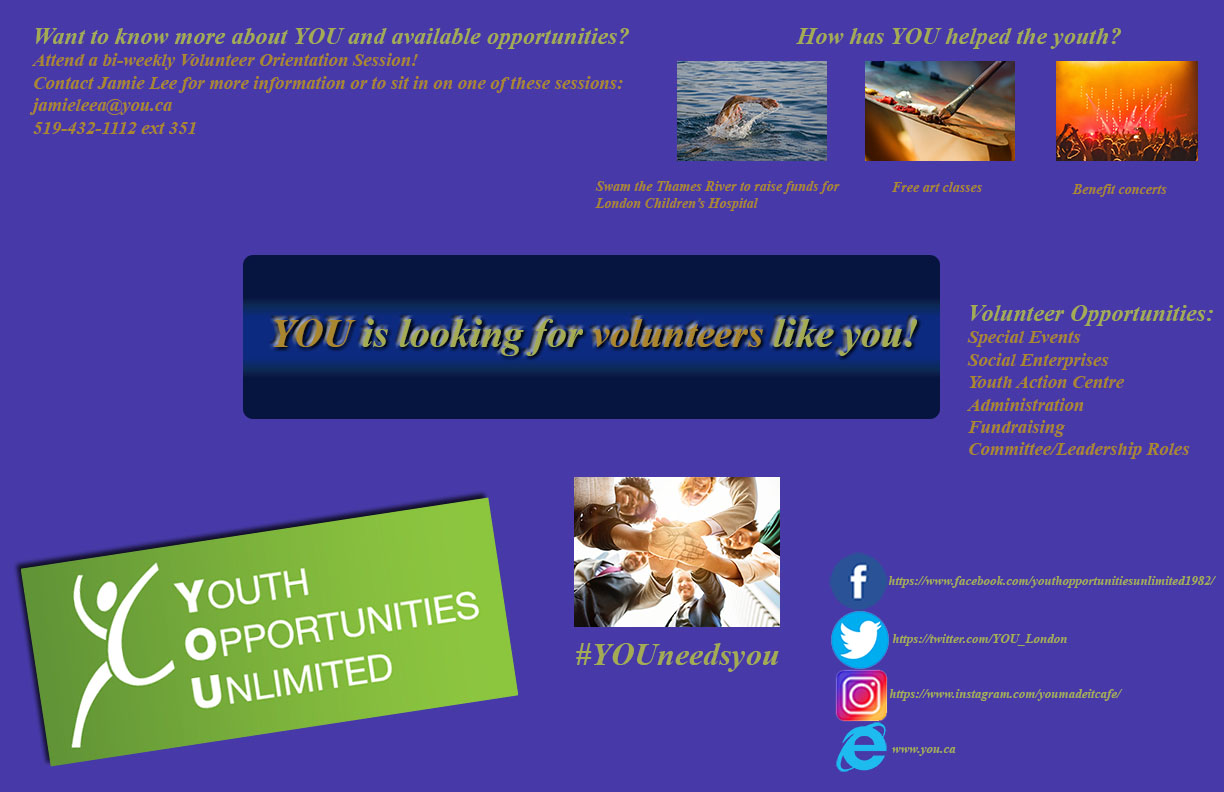 Want to know more about YOU and available opportunities?
Attend a bi-weekly Volunteer Orientation Session!
Contact Jamie Lee for more information or to sit in on one of these sessions:
jamieleea@you.ca
519-432-1112 ext 351
How has YOU helped the youth?
Swam the Thames River to raise funds for
London Children's Hospital
Free art classes
Benefit concerts
YOU is looking for volunteers like you!
Volunteer Opportunities:
Special Events
Social Enterprises
Youth Action Centre
Administration
Fundraising
Committee/Leadership Roles
YOUTH
OPPORTUNITIES
UNLIMITED
#YOUneedsyou
https://www.facebook.com/youthopportunitiesunlimited1982/
https://twitter.com/YOU_London
https://www.instagram.com/youmadeitcafe/
www.you.ca